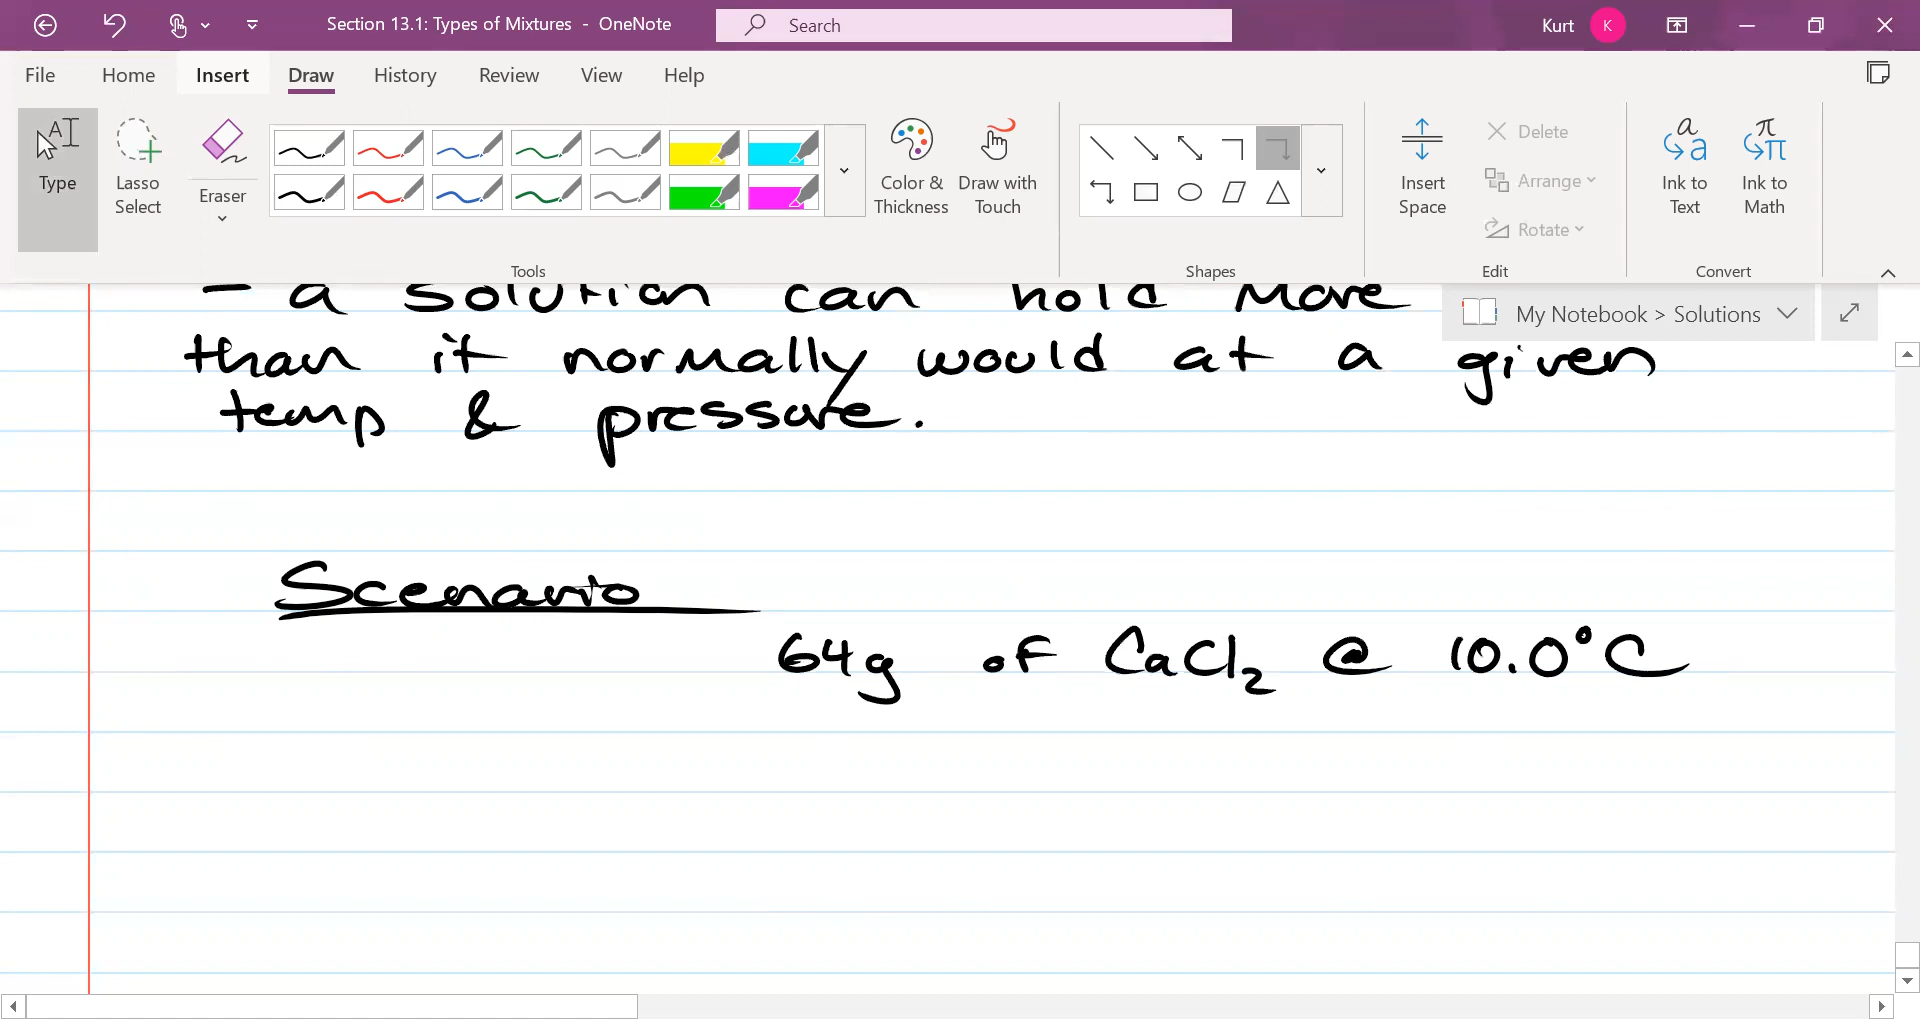 Section 13.1: Types of Mixtures - OneNote
Search
Kurt
K
File Home Insert Draw History Review View Help
Type
Lasso Select
Eraser
Color & Thickness
Draw with Touch
Insert Space
Delete
Arrange
Rotate
Ink to Text
Ink to Math
Tools
Shapes
Edit
Convert
My Notebook > Solutions
- a solution can hold more
than it normally would at a given
temp & pressure.
Scenario
64g of CaCl₂ @ 10.0°C